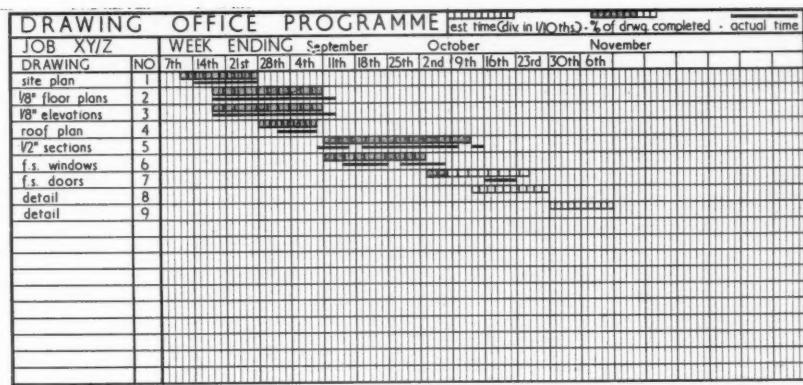 DRAWING OFFICE PROGRAMME est time (div. in 1/10ths) - % of drwg completed - actual time
JOB XY/Z WEEK ENDING September October November
DRAWING NO 7th 14th 21st 28th 4th 11th 18th 25th 2nd 9th 16th 23rd 30th 6th
site plan 1
1/8" floor plans 2
1/8" elevations 3
roof plan 4
1/2" sections 5
f.s. windows 6
f.s. doors 7
detail 8
detail 9